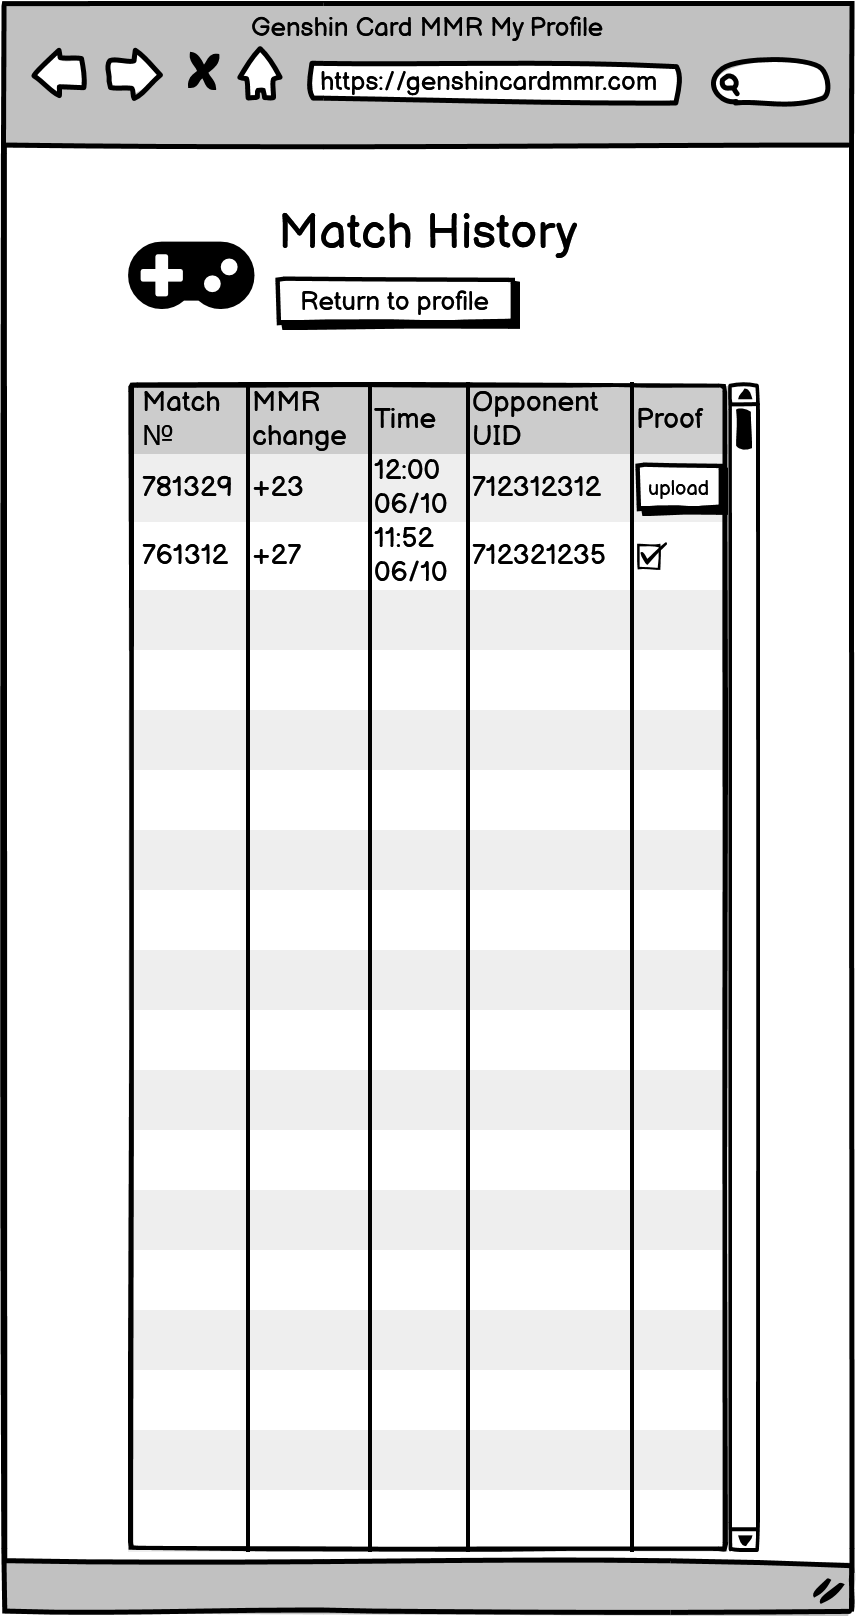 Genshin Card MMR My Profile
https://genshincardmmr.com
Match History
Return to profile
Match №
MMR change
Time
Opponent UID
Proof
781329
+23
12:00 06/10
712312312
upload
761312
+27
11:52 06/10
712321235